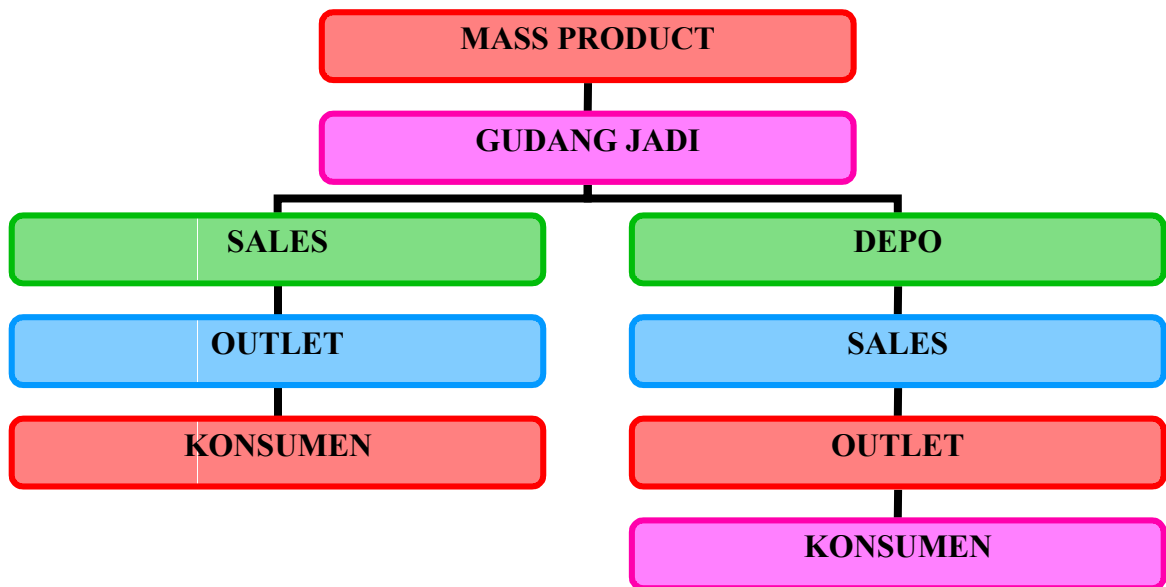 MASS PRODUCT
GUDANG JADI
SALES
DEPO
OUTLET
SALES
KONSUMEN
OUTLET
KONSUMEN